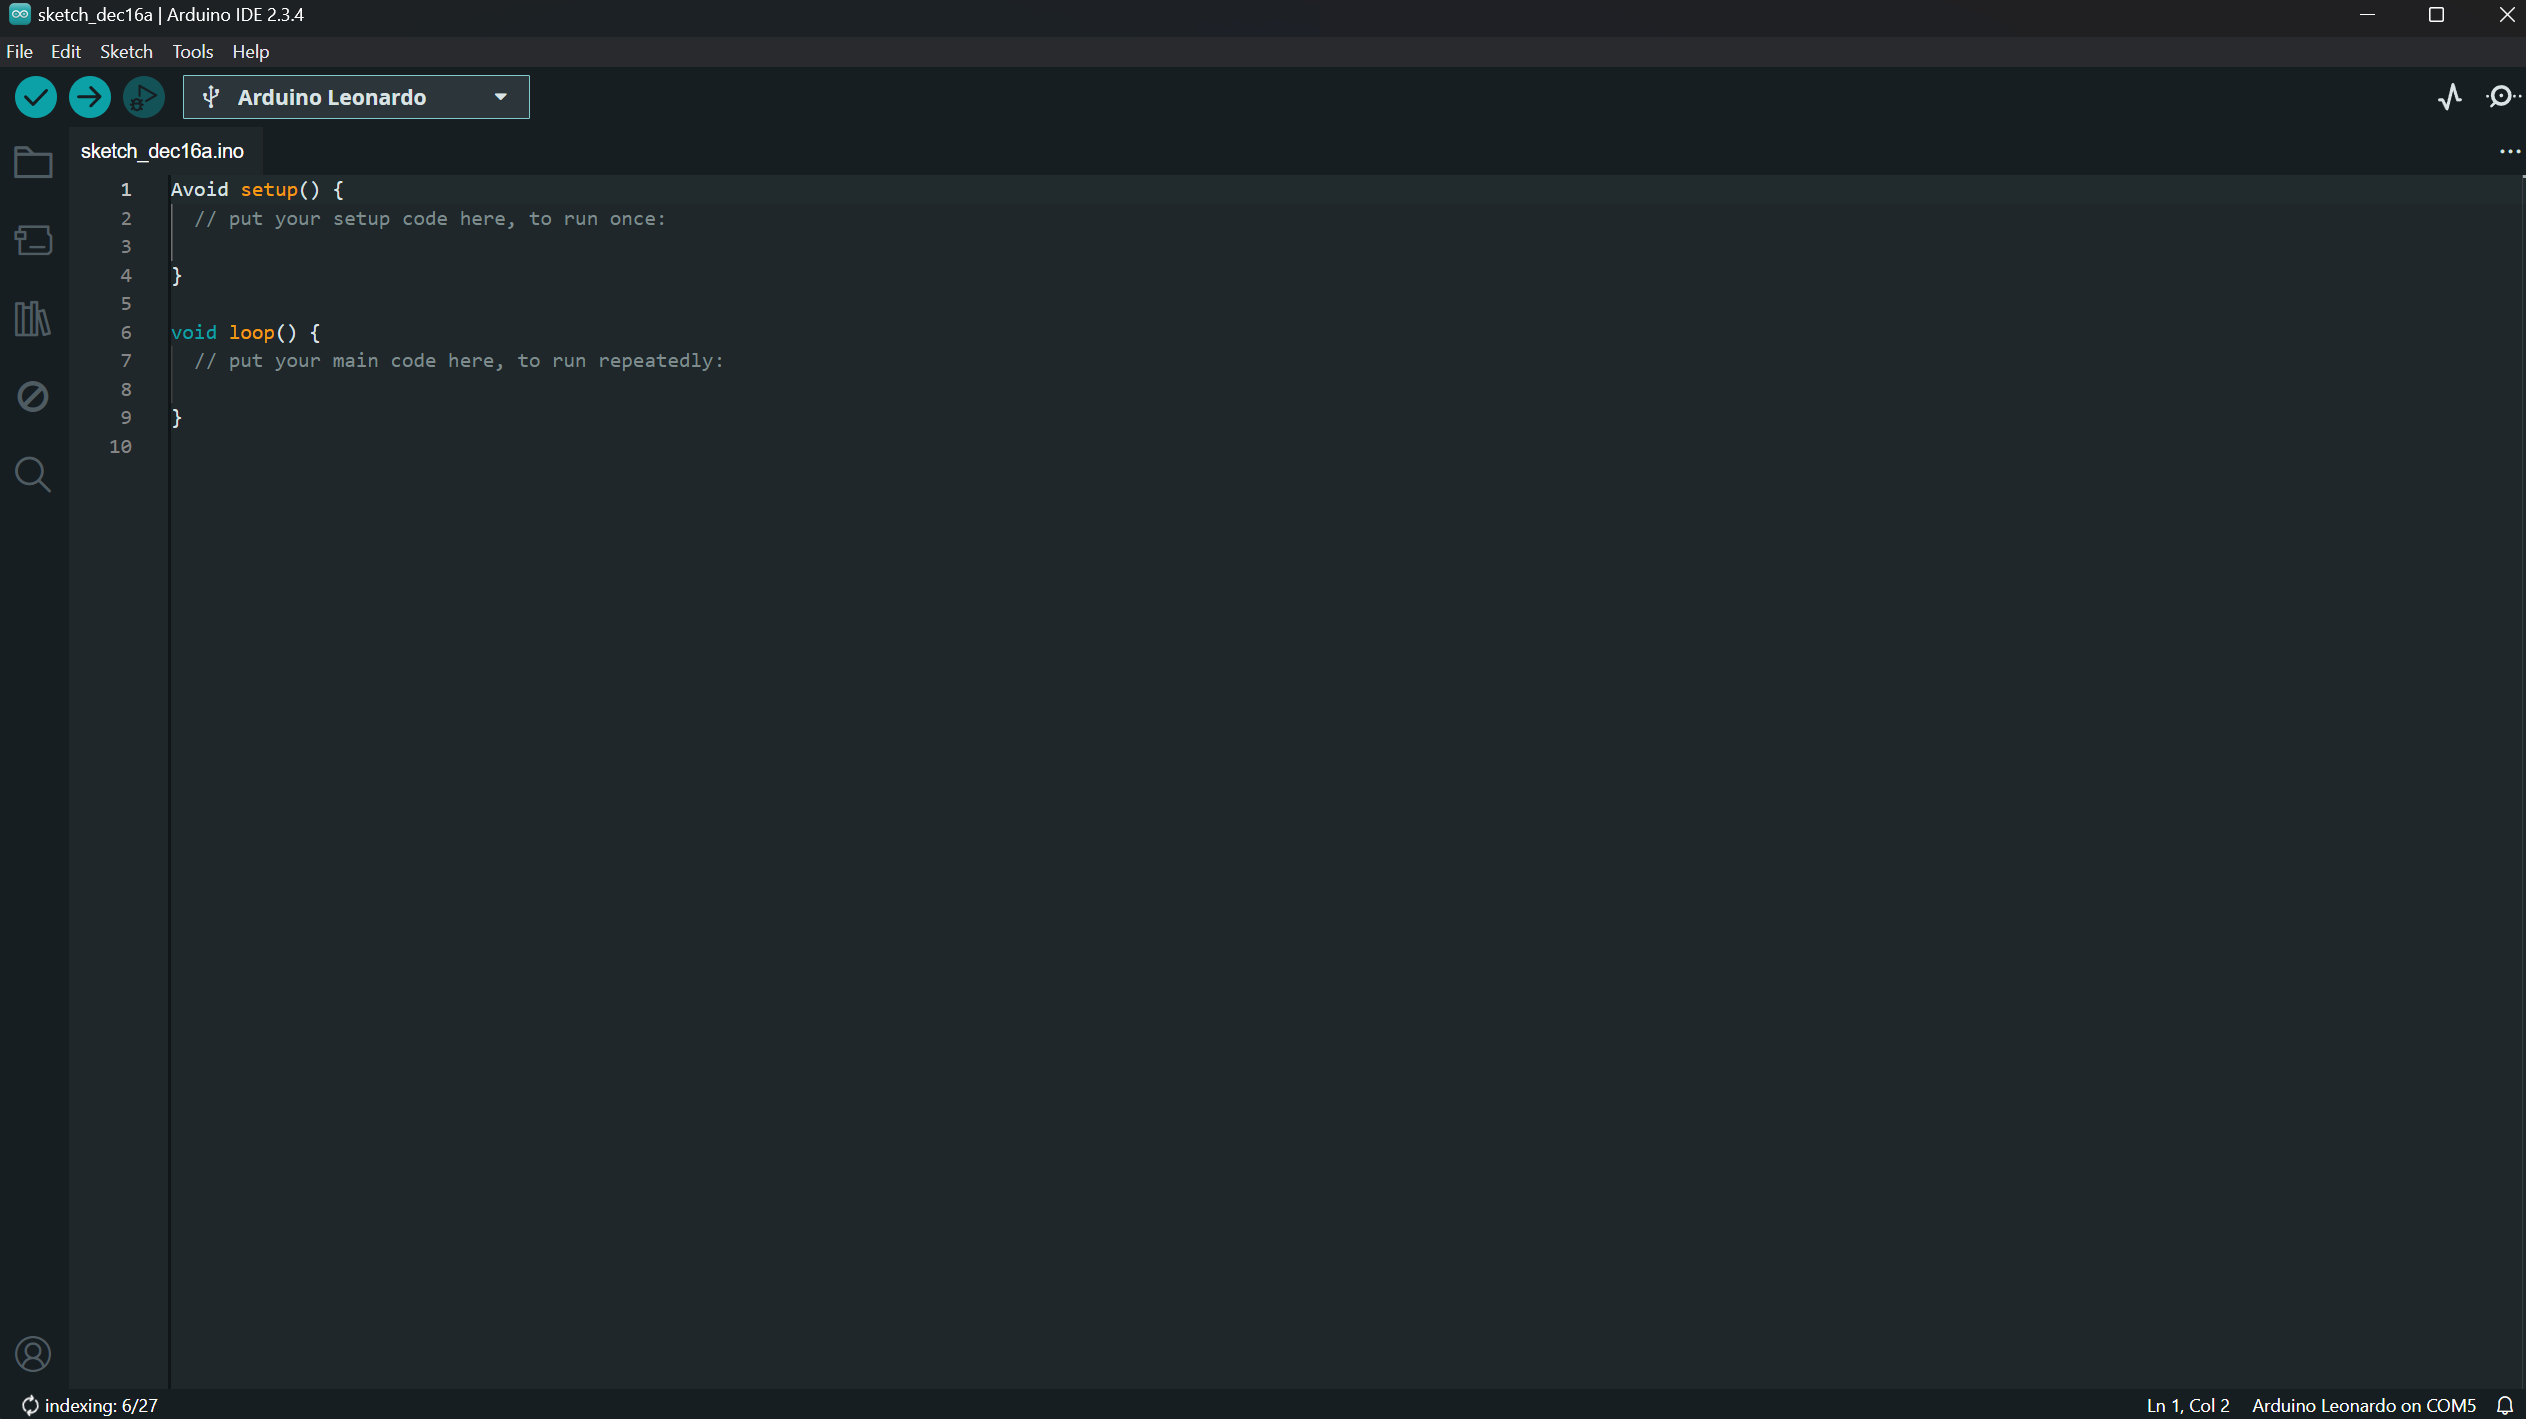 sketch_dec16a | Arduino IDE 2.3.4
File Edit Sketch Tools Help
Arduino Leonardo
sketch_dec16a.ino
1 Avoid setup() {
2 // put your setup code here, to run once:
3
4 }
5
6 void loop() {
7 // put your main code here, to run repeatedly:
8
9 }
10
indexing: 6/27 Ln 1, Col 2 Arduino Leonardo on COM5